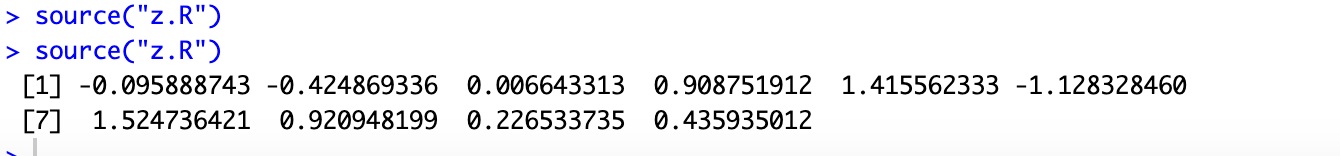 > source("z.R")
> source("z.R")
 [1] -0.095888743 -0.424869336  0.006643313  0.908751912  1.415562333 -1.128328460
 [7]  1.524736421  0.920948199  0.226533735  0.435935012
>